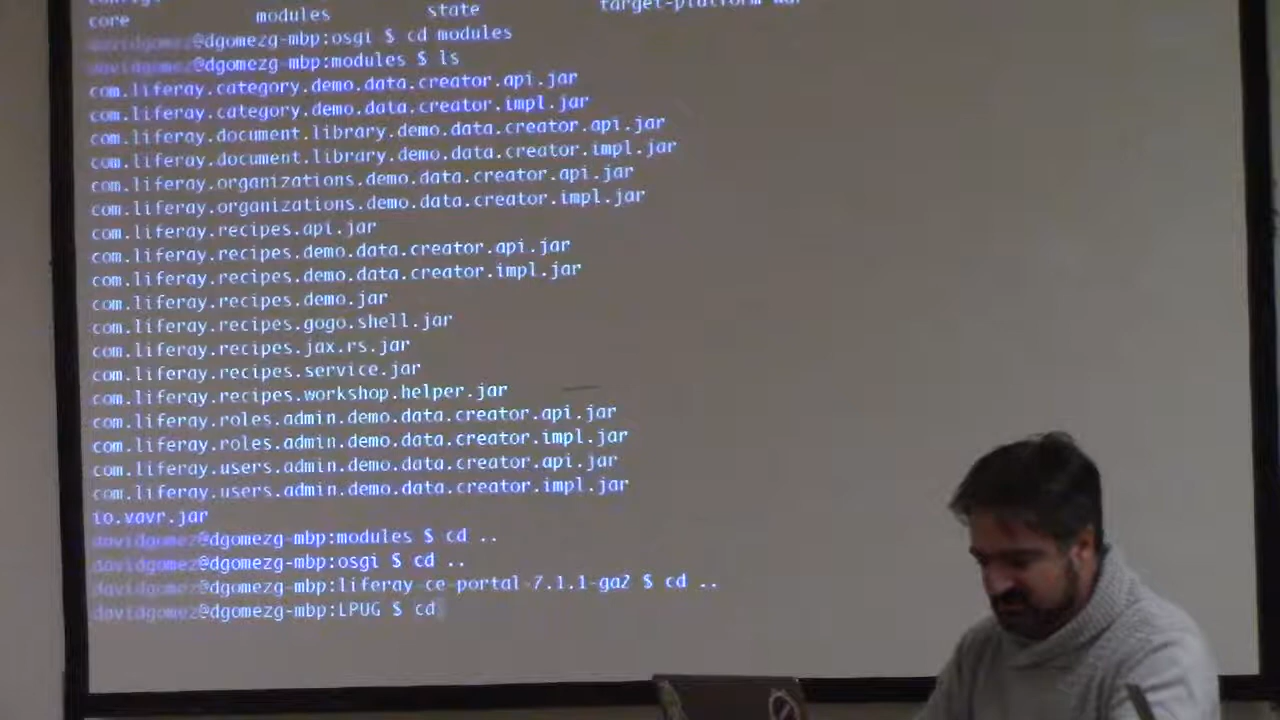 core modules state
davidgomez@dgomezg-mbp:osgi $ cd modules
davidgomez@dgomezg-mbp:modules $ ls
com.liferay.category.demo.data.creator.api.jar
com.liferay.category.demo.data.creator.impl.jar
com.liferay.document.library.demo.data.creator.api.jar
com.liferay.document.library.demo.data.creator.impl.jar
com.liferay.organizations.demo.data.creator.api.jar
com.liferay.organizations.demo.data.creator.impl.jar
com.liferay.recipes.api.jar
com.liferay.recipes.demo.data.creator.api.jar
com.liferay.recipes.demo.data.creator.impl.jar
com.liferay.recipes.demo.jar
com.liferay.recipes.gogo.shell.jar
com.liferay.recipes.jax.rs.jar
com.liferay.recipes.service.jar
com.liferay.recipes.workshop.helper.jar
com.liferay.roles.admin.demo.data.creator.api.jar
com.liferay.roles.admin.demo.data.creator.impl.jar
com.liferay.users.admin.demo.data.creator.api.jar
com.liferay.users.admin.demo.data.creator.impl.jar
io.vavr.jar
davidgomez@dgomezg-mbp:modules $ cd ..
davidgomez@dgomezg-mbp:osgi $ cd ..
davidgomez@dgomezg-mbp:liferay-ce-portal-7.1.1-ga2 $ cd ..
davidgomez@dgomezg-mbp:LPUG $ cd